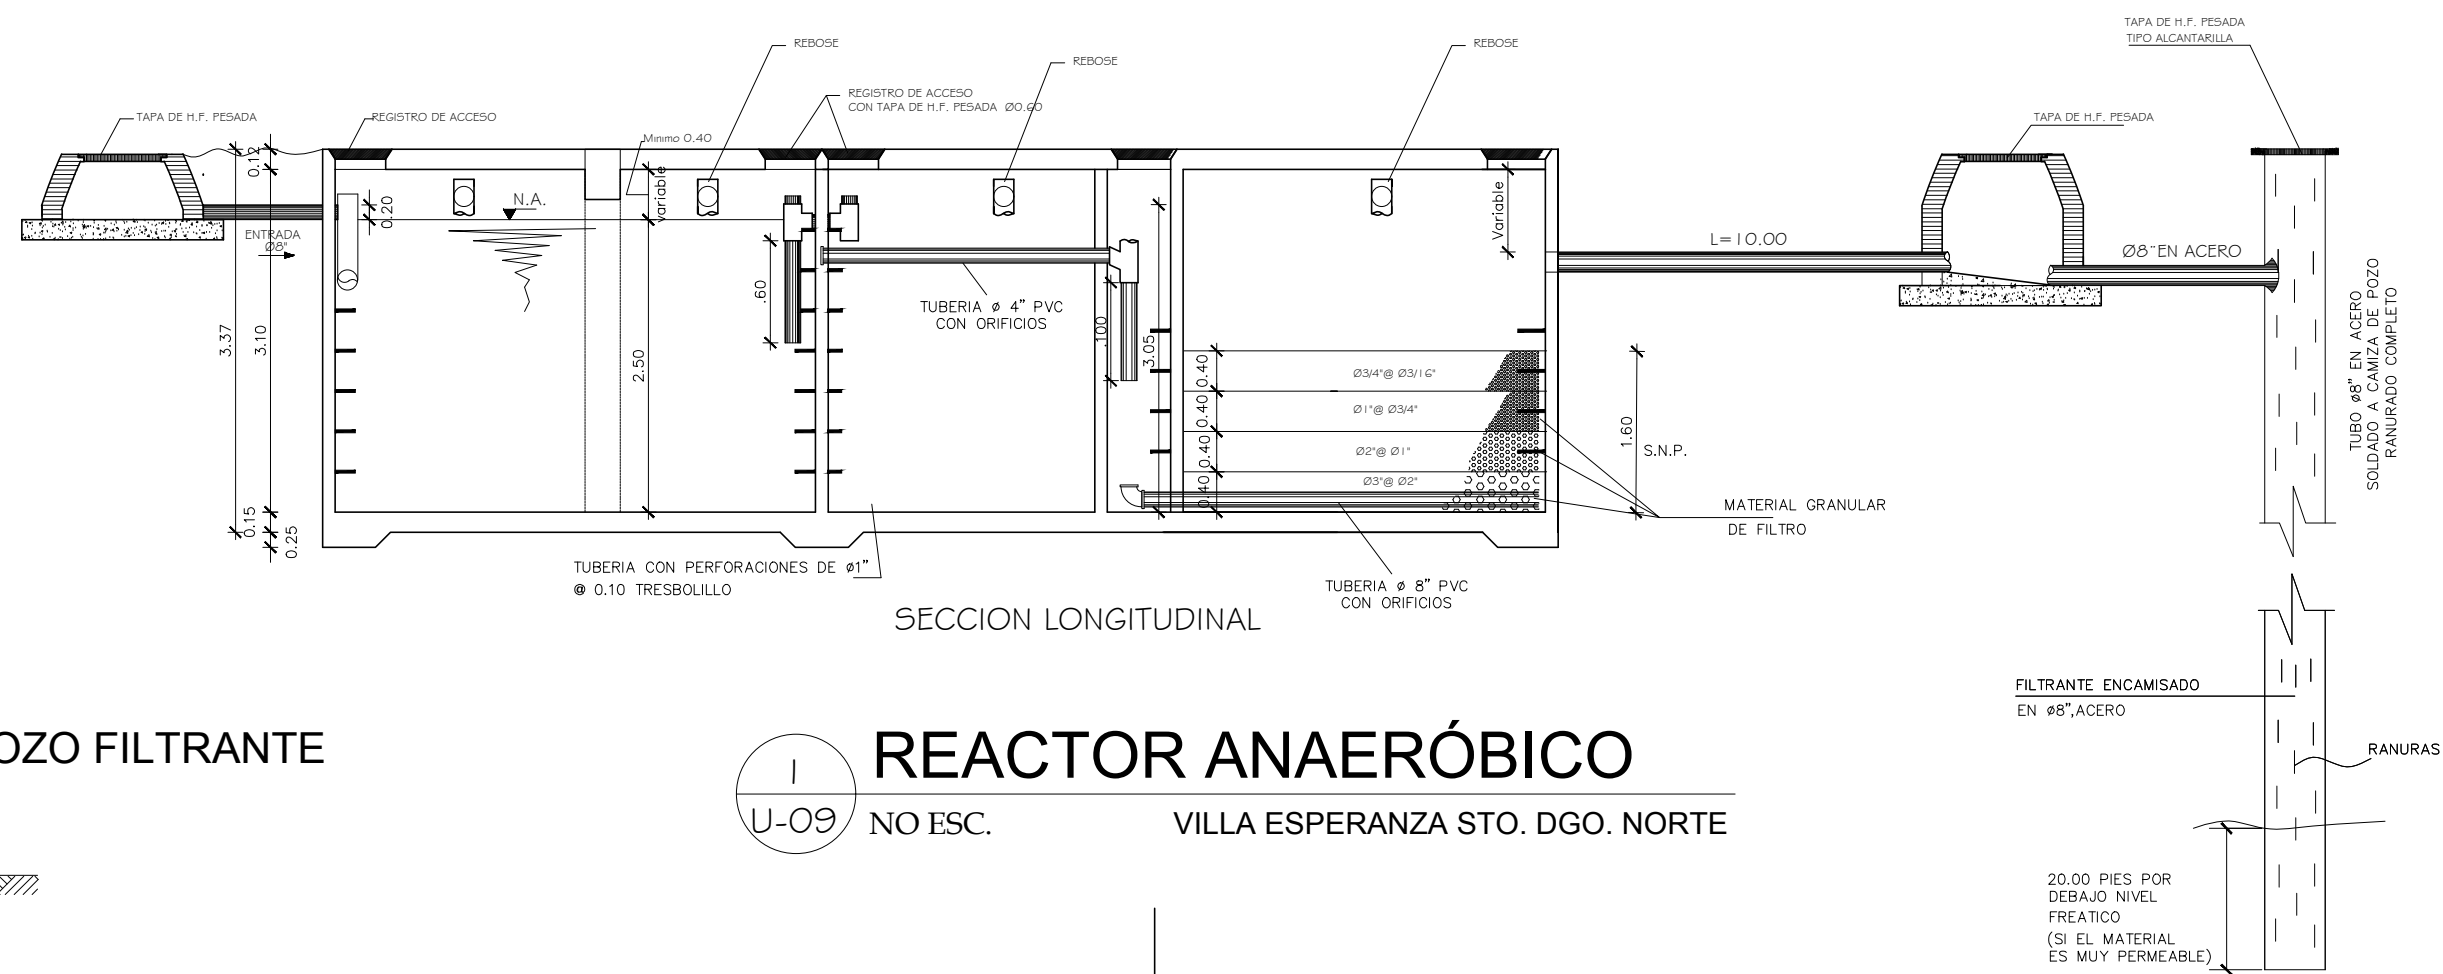 TAPA DE H.F. PESADA
TIPO ALCANTARILLA
REBOSE
REBOSE
REBOSE
REGISTRO DE ACCESO
CON TAPA DE H.F. PESADA Ø0.60
TAPA DE H.F. PESADA
REGISTRO DE ACCESO
TAPA DE H.F. PESADA
Minimo 0.40
0.12
variable
Variable
0.20
N.A.
ENTRADA
Ø8"
L=10.00
Ø8"EN ACERO
.60
TUBERIA ø 4" PVC
CON ORIFICIOS
.100
3.05
3.37
3.10
2.50
0.40
0.40
0.40
0.40
Ø3/4"@ Ø3/16"
Ø1"@ Ø3/4"
Ø2"@ Ø1"
Ø3"@ Ø2"
1.60
S.N.P.
TUBO ø8" EN ACERO
SOLDADO A CAMIZA DE POZO
RANURADO COMPLETO
MATERIAL GRANULAR
DE FILTRO
0.15
0.25
TUBERIA CON PERFORACIONES DE ø1"
@ 0.10 TRESBOLILLO
TUBERIA ø 8" PVC
CON ORIFICIOS
SECCION LONGITUDINAL
FILTRANTE ENCAMISADO
EN ø8",ACERO
RANURAS
OZO FILTRANTE
1
U-09
REACTOR ANAERÓBICO
NO ESC.
VILLA ESPERANZA STO. DGO. NORTE
20.00 PIES POR
DEBAJO NIVEL
FREATICO
(SI EL MATERIAL
ES MUY PERMEABLE)